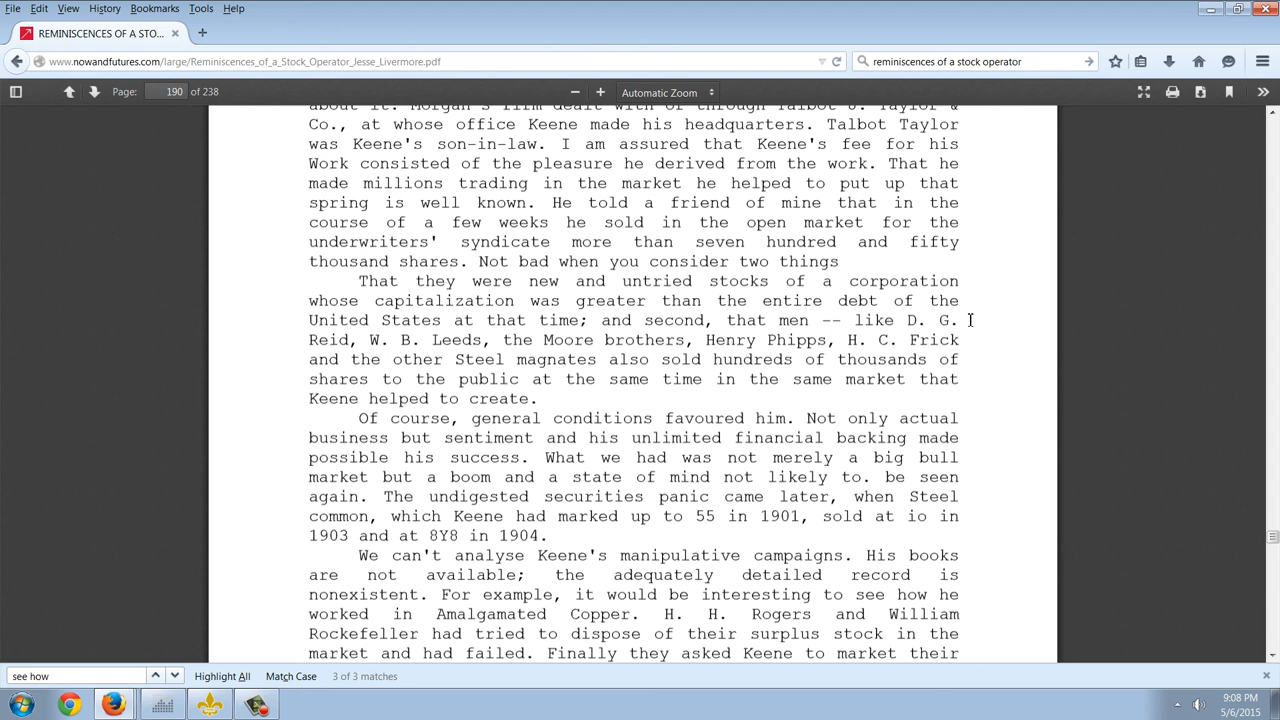 File Edit View History Bookmarks Tools Help
REMINISCENCES OF A STO...
www.nowandfutures.com/large/Reminiscences_of_a_Stock_Operator_Jesse_Livermore.pdf
reminiscences of a stock operator
Page: 190 of 238
Automatic Zoom
about it. Morgan's firm dealt with or through Talbot J. Taylor &
Co., at whose office Keene made his headquarters. Talbot Taylor
was Keene's son-in-law. I am assured that Keene's fee for his
Work consisted of the pleasure he derived from the work. That he
made millions trading in the market he helped to put up that
spring is well known. He told a friend of mine that in the
course of a few weeks he sold in the open market for the
underwriters' syndicate more than seven hundred and fifty
thousand shares. Not bad when you consider two things
That they were new and untried stocks of a corporation
whose capitalization was greater than the entire debt of the
United States at that time; and second, that men -- like D. G.
Reid, W. B. Leeds, the Moore brothers, Henry Phipps, H. C. Frick
and the other Steel magnates also sold hundreds of thousands of
shares to the public at the same time in the same market that
Keene helped to create.
Of course, general conditions favoured him. Not only actual
business but sentiment and his unlimited financial backing made
possible his success. What we had was not merely a big bull
market but a boom and a state of mind not likely to. be seen
again. The undigested securities panic came later, when Steel
common, which Keene had marked up to 55 in 1901, sold at io in
1903 and at 8Y8 in 1904.
We can't analyse Keene's manipulative campaigns. His books
are not available; the adequately detailed record is
nonexistent. For example, it would be interesting to see how he
worked in Amalgamated Copper. H. H. Rogers and William
Rockefeller had tried to dispose of their surplus stock in the
market and had failed. Finally they asked Keene to market their
see how
Highlight All Match Case 3 of 3 matches
9:08 PM
5/6/2015